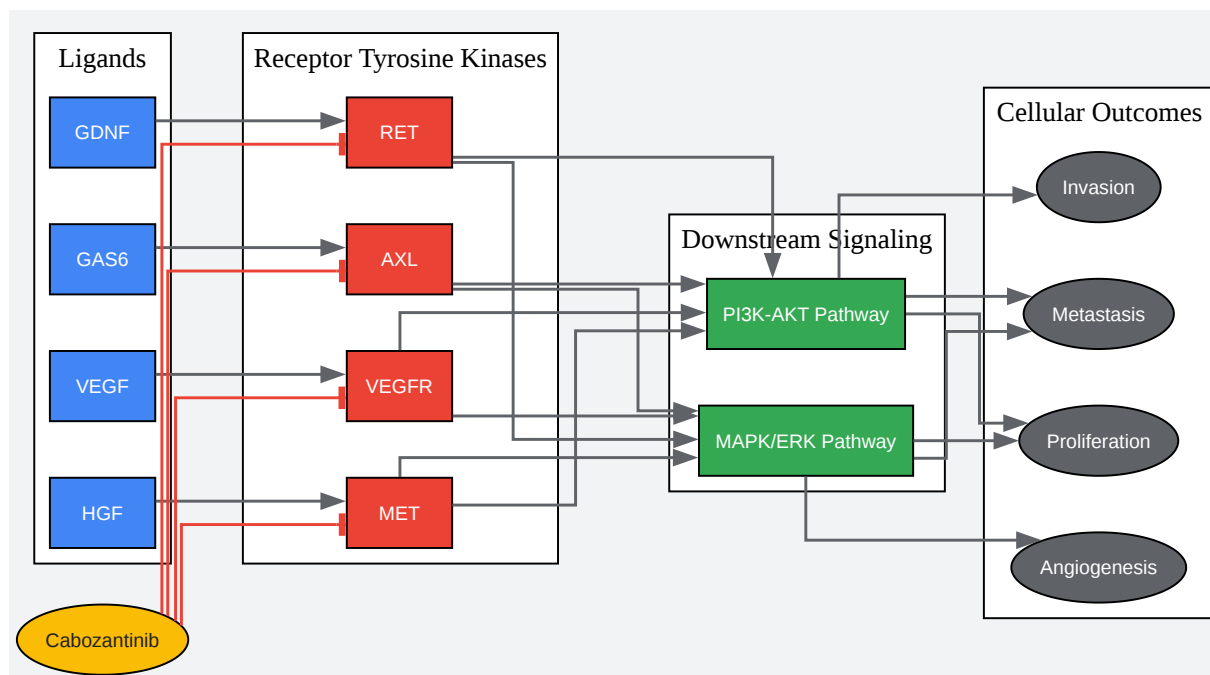 Ligands
GDNF
GAS6
VEGF
HGF
Cabozantinib
Receptor Tyrosine Kinases
RET
AXL
VEGFR
MET
Downstream Signaling
PI3K-AKT Pathway
MAPK/ERK Pathway
Cellular Outcomes
Invasion
Metastasis
Proliferation
Angiogenesis